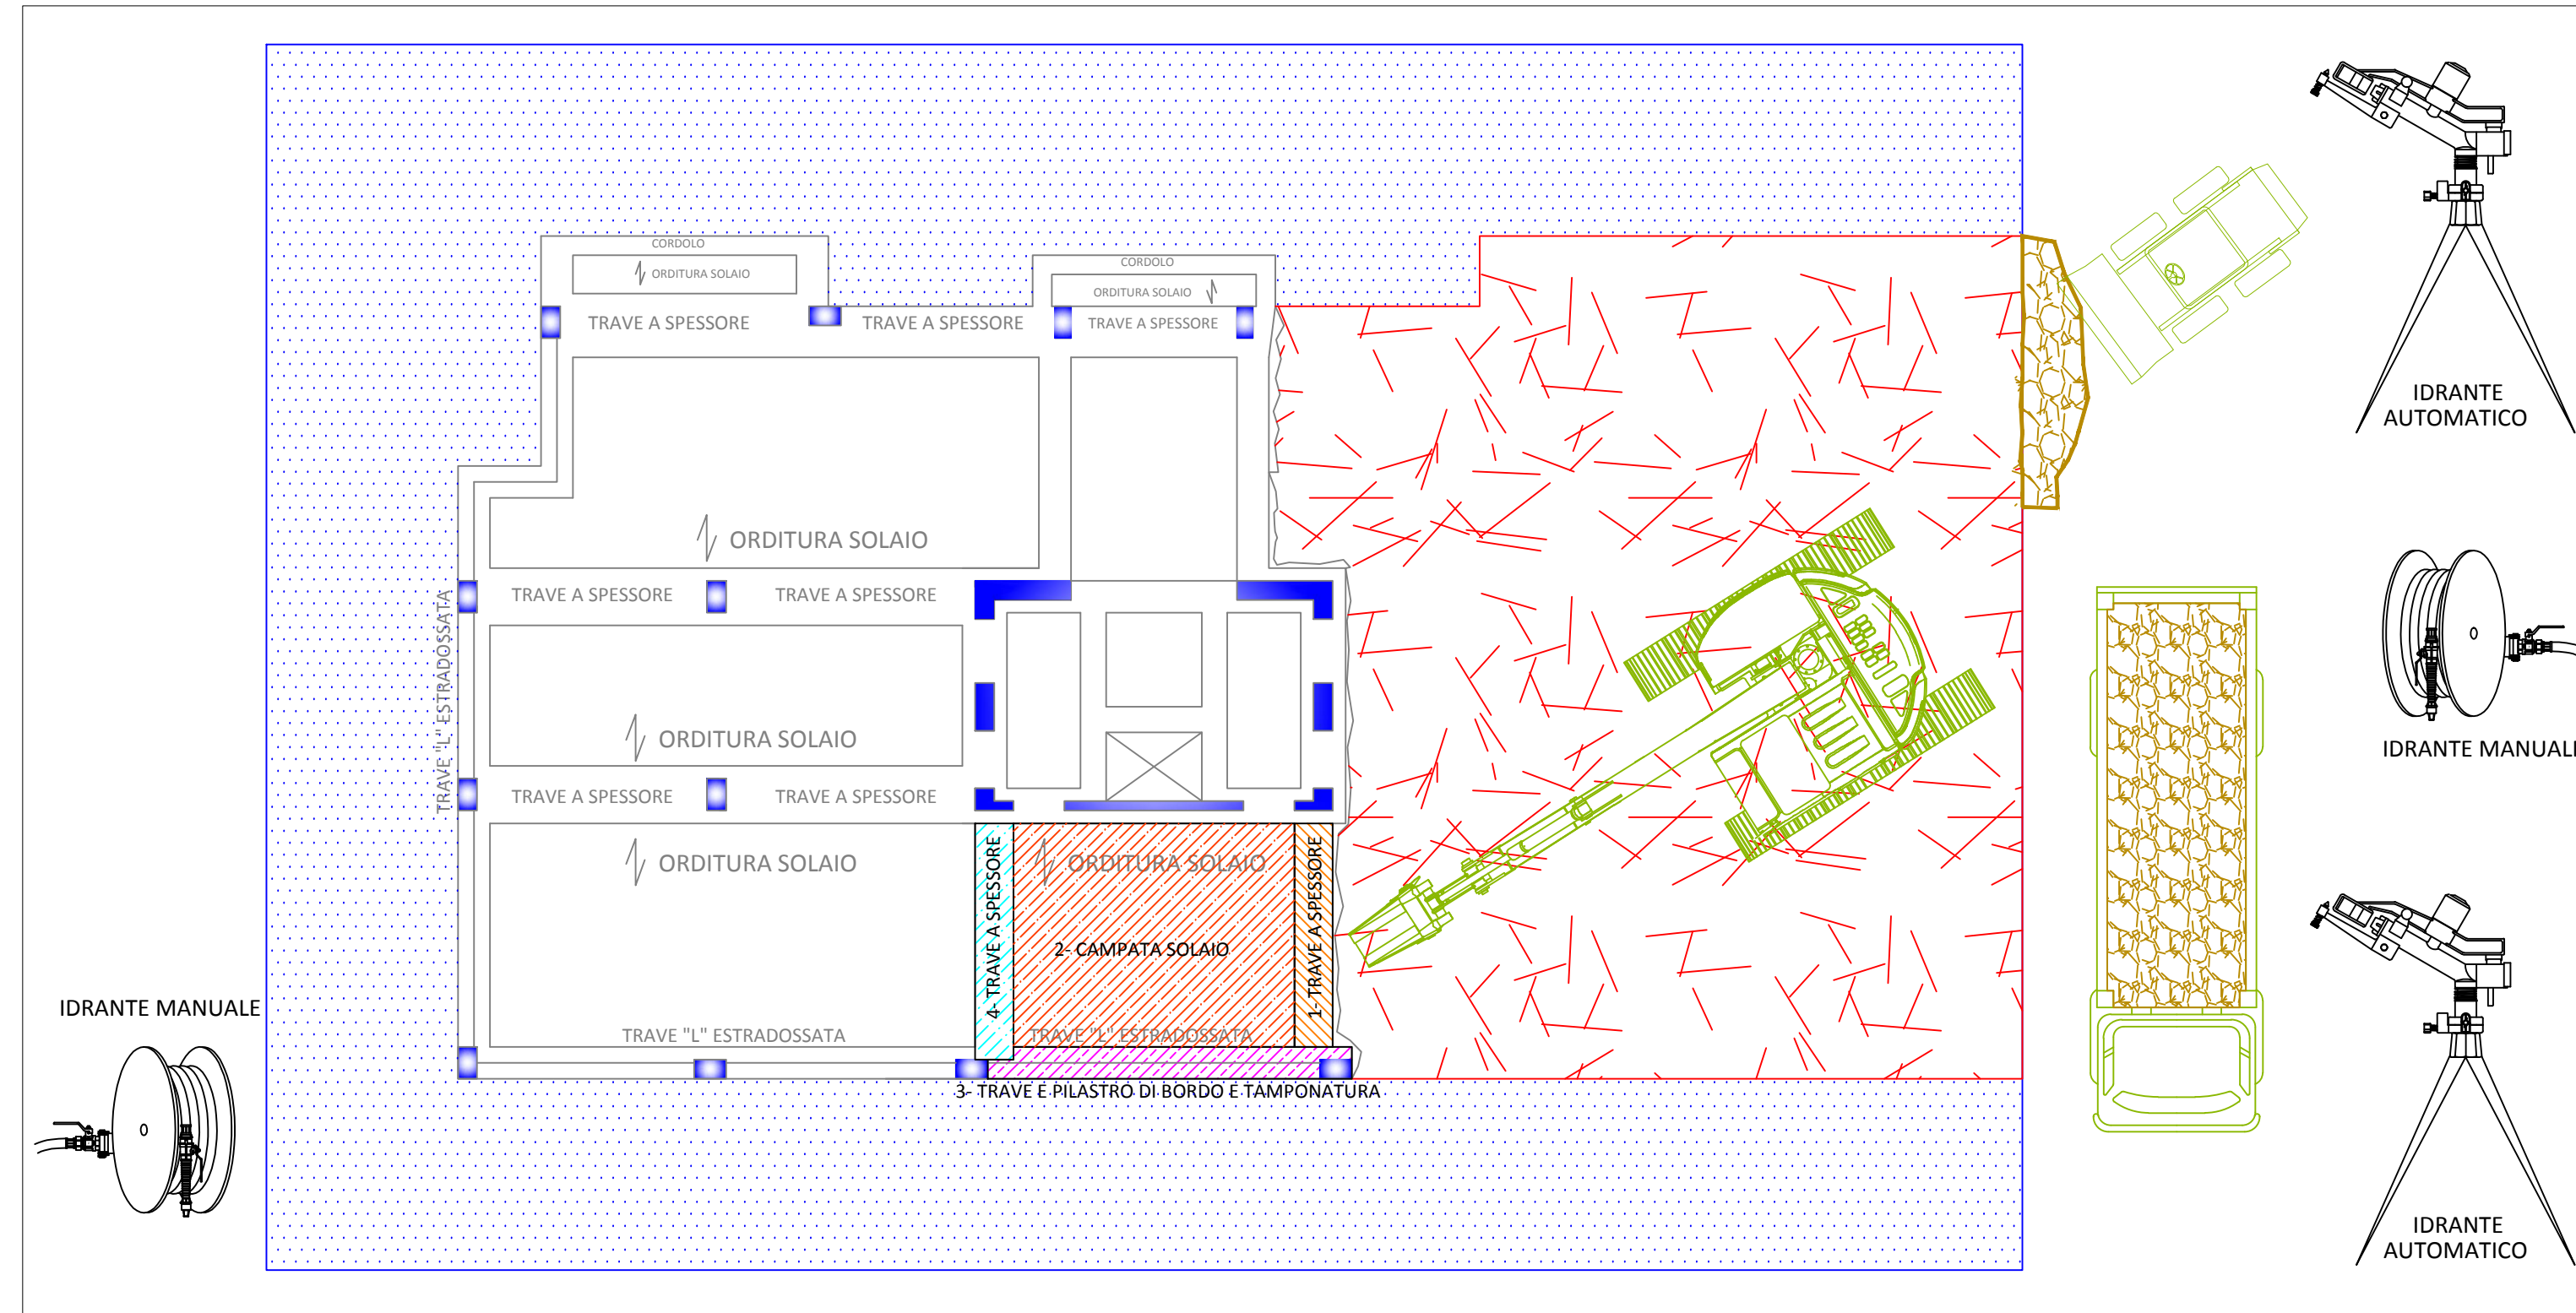 CORDOLO
ORDITURA SOLAIO
CORDOLO
ORDITURA SOLAIO
TRAVE A SPESSORE
TRAVE A SPESSORE
TRAVE A SPESSORE
IDRANTE
AUTOMATICO
ORDITURA SOLAIO
TRAVE A SPESSORE
TRAVE A SPESSORE
TRAVE "L" ESTRADOSSATA
ORDITURA SOLAIO
IDRANTE MANUALE
TRAVE A SPESSORE
TRAVE A SPESSORE
ORDITURA SOLAIO
ORDITURA SOLAIO
4- TRAVE A SPESSORE
2- CAMPATA SOLAIO
1- TRAVE A SPESSORE
IDRANTE MANUALE
TRAVE "L" ESTRADOSSATA
TRAVE "L" ESTRADOSSATA
3- TRAVE E PILASTRO DI BORDO E TAMPONATURA
IDRANTE
AUTOMATICO